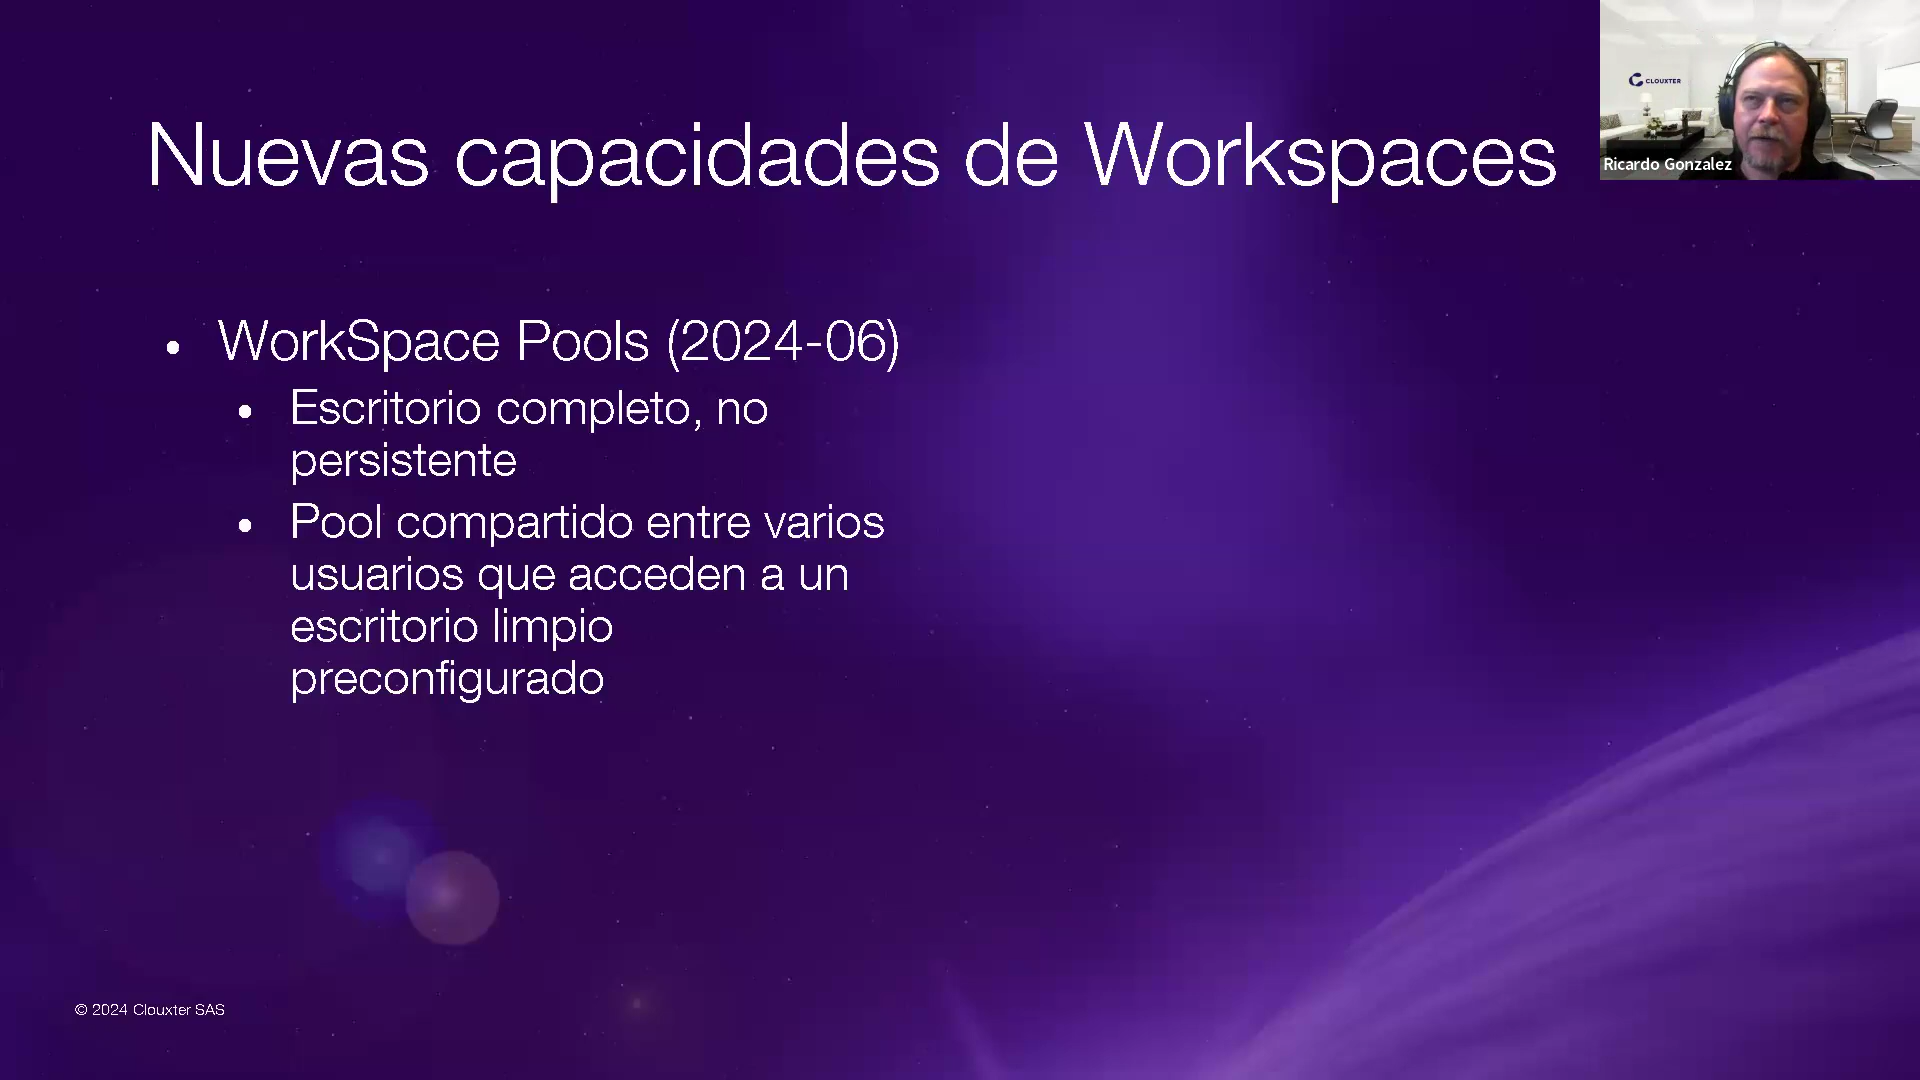 Nuevas capacidades de Workspaces
CLOUXTER
Ricardo Gonzalez
• WorkSpace Pools (2024-06)
• Escritorio completo, no
persistente
• Pool compartido entre varios
usuarios que acceden a un
escritorio limpio
preconfigurado
© 2024 Clouxter SAS